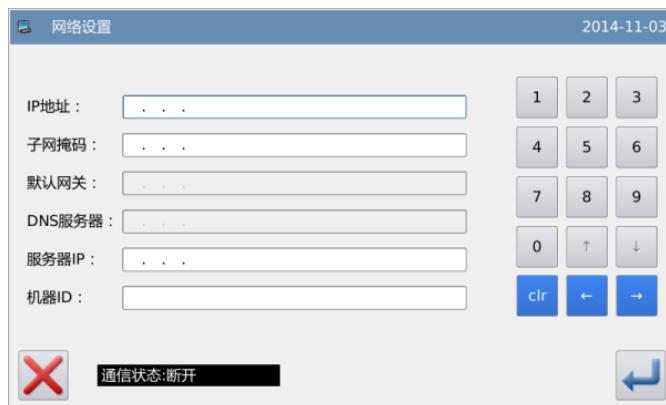 网络设置 2014-11-03
IP地址： . . .
子网掩码： . . .
默认网关： . . .
DNS服务器： . . .
服务器IP： . . .
机器ID：
1 2 3
4 5 6
7 8 9
0 ↑ ↓
clr ← →
通信状态:断开